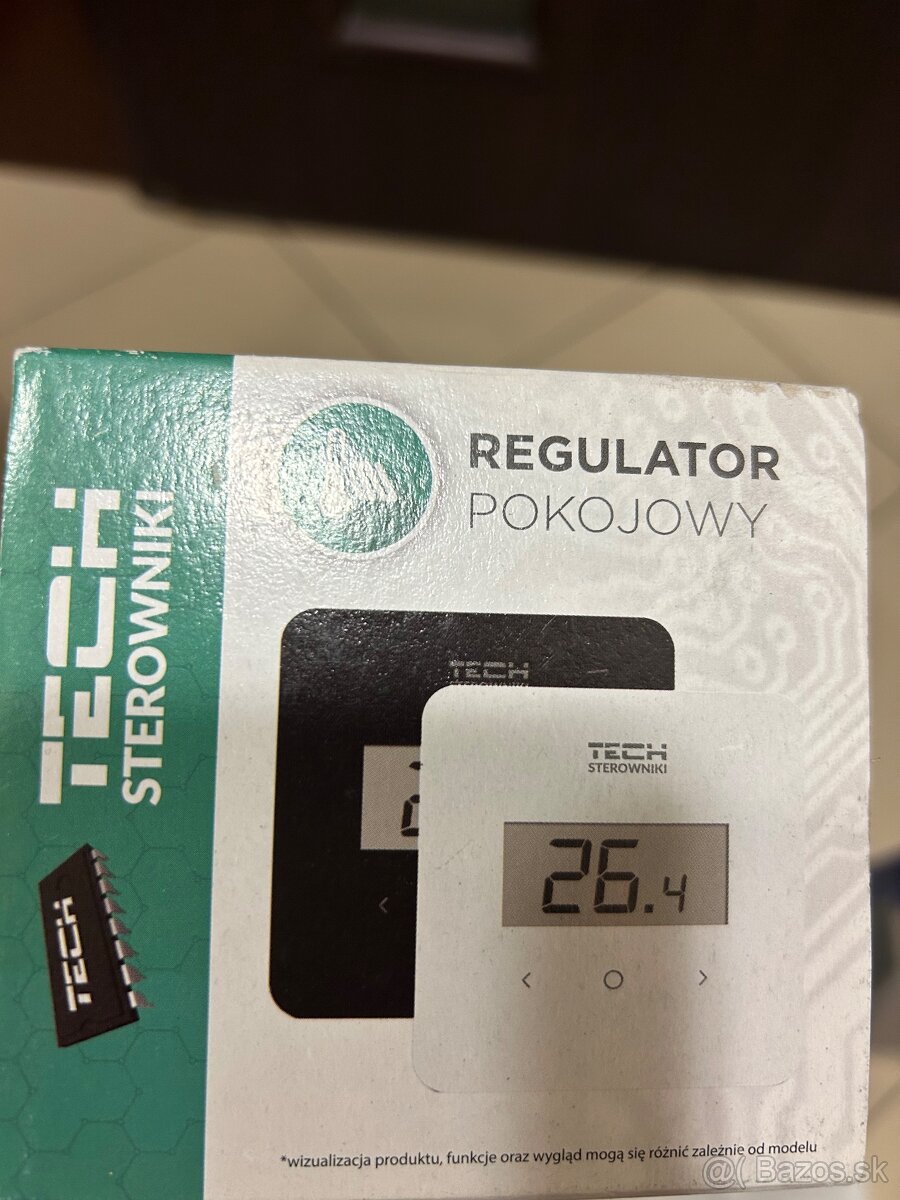 REGULATOR
POKOJOWY
TECH
STEROWNIKI
TECH
TECH
STEROWNIKI
26.4
< O >
<
TECH
*wizualizacja produktu, funkcje oraz wygląd mogą się różnić zależnie od modelu
@( Bazos.sk